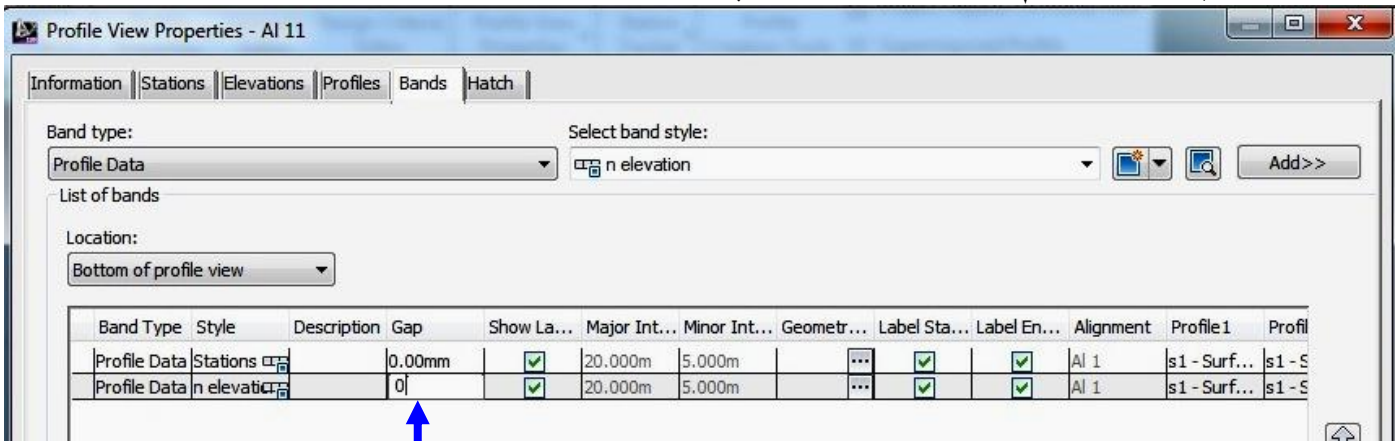 Profile View Properties - Al 11
Information Stations Elevations Profiles Bands Hatch
Band type: Select band style:
Profile Data n elevation Add>>
List of bands
Location:
Bottom of profile view
Band Type Style Description Gap Show La... Major Int... Minor Int... Geometr... Label Sta... Label En... Alignment Profile1 Profil
Profile Data Stations 0.00mm 20.000m 5.000m ... Al 1 s1 - Surf... s1 - S
Profile Data n elevatic 0 20.000m 5.000m ... Al 1 s1 - Surf... s1 - S